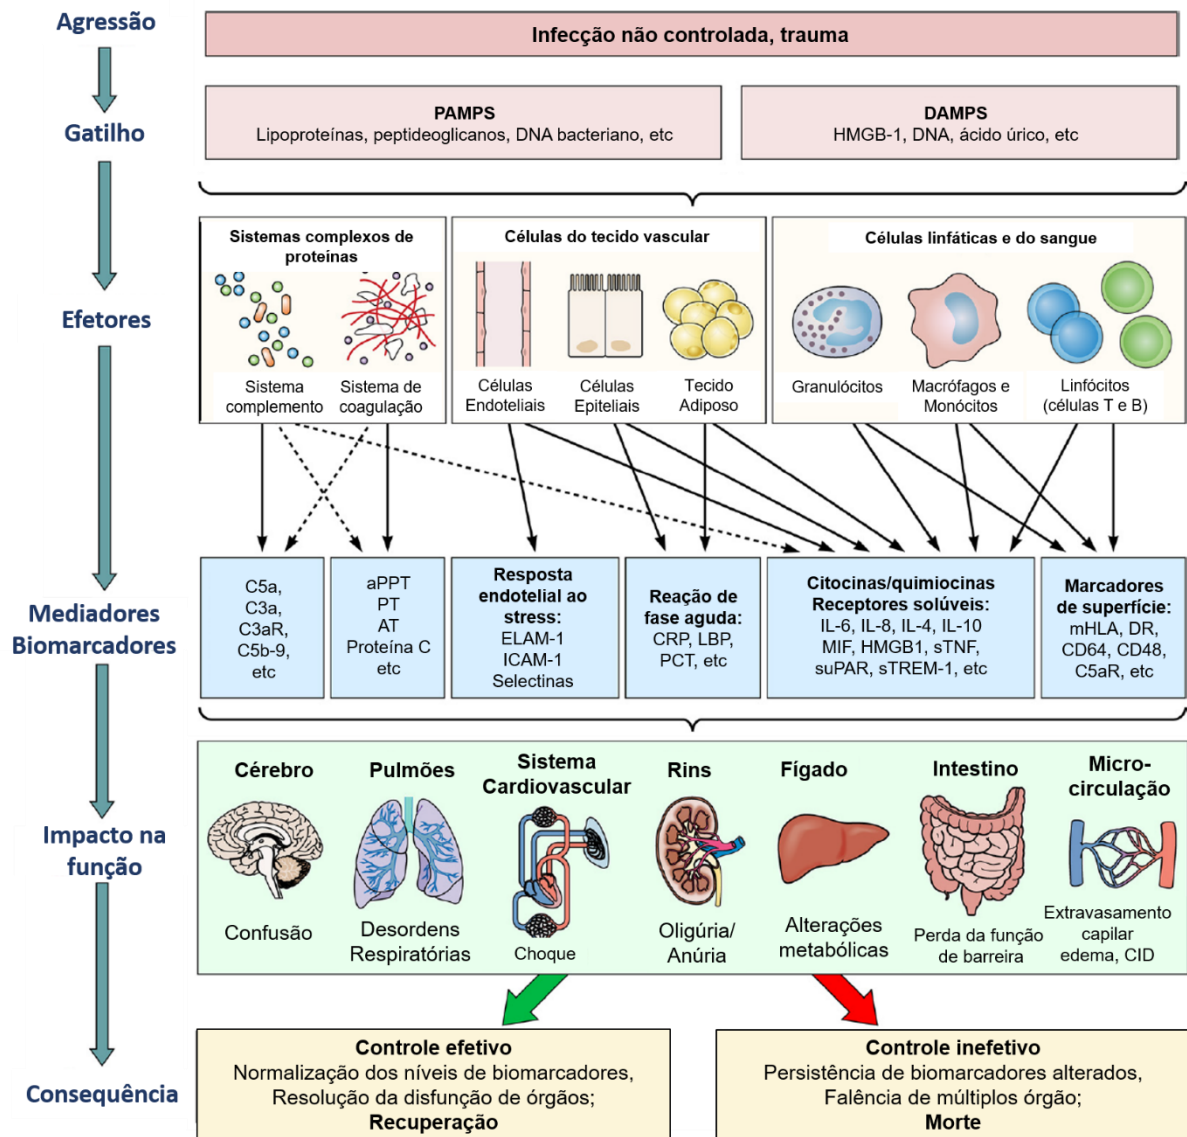 Agressão
Infecção não controlada, trauma
Gatilho
PAMPS
Lipoproteínas, peptideoglicanos, DNA bacteriano, etc
DAMPS
HMGB-1, DNA, ácido úrico, etc
Efetores
Sistemas complexos de
proteínas
Sistema
complemento
Sistema de
coagulação
Células do tecido vascular
Células
Endoteliais
Células
Epiteliais
Tecido
Adiposo
Células linfáticas e do sangue
Granulócitos
Macrófagos e
Monócitos
Linfócitos
(células T e B)
Mediadores
Biomarcadores
C5a,
C3a,
C3aR,
C5b-9,
etc
aPPT
PT
AT
Proteína C
etc
Resposta
endotelial ao
stress:
ELAM-1
ICAM-1
Selectinas
Reação de
fase aguda:
CRP, LBP,
PCT, etc
Citocinas/quimiocinas
Receptores solúveis:
IL-6, IL-8, IL-4, IL-10
MIF, HMGB1, sTNF,
suPAR, sTREM-1, etc
Marcadores
de superfície:
mHLA, DR,
CD64, CD48,
C5aR, etc
Impacto na
função
Cérebro
Confusão
Pulmões
Desordens
Respiratórias
Sistema
Cardiovascular
Choque
Rins
Oligúria/
Anúria
Fígado
Alterações
metabólicas
Intestino
Perda da função
de barreira
Micro-
circulação
Extravasamento
capilar
edema, CID
Consequência
Controle efetivo
Normalização dos níveis de biomarcadores,
Resolução da disfunção de órgãos;
Recuperação
Controle inefetivo
Persistência de biomarcadores alterados,
Falência de múltiplos órgão;
Morte